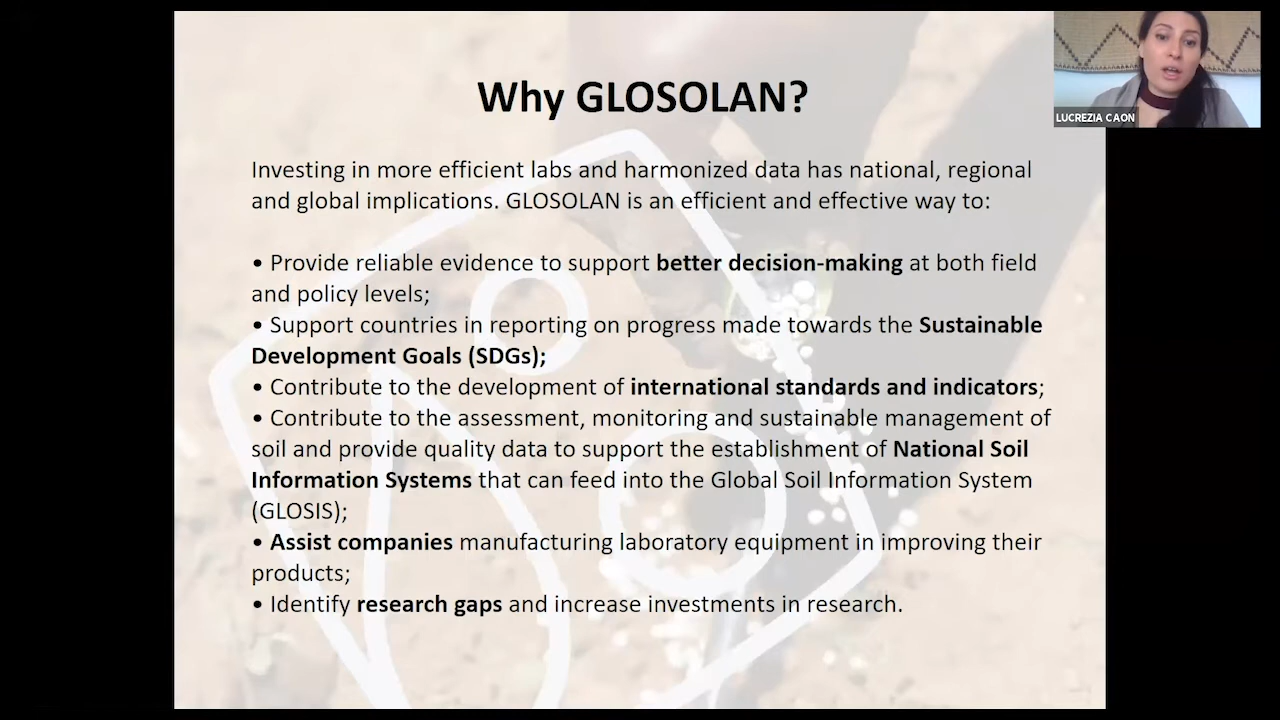 Why GLOSOLAN?
LUCREZIA CAON
Investing in more efficient labs and harmonized data has national, regional
and global implications. GLOSOLAN is an efficient and effective way to:
• Provide reliable evidence to support better decision-making at both field
and policy levels;
• Support countries in reporting on progress made towards the Sustainable
Development Goals (SDGs);
• Contribute to the development of international standards and indicators;
• Contribute to the assessment, monitoring and sustainable management of
soil and provide quality data to support the establishment of National Soil
Information Systems that can feed into the Global Soil Information System
(GLOSIS);
• Assist companies manufacturing laboratory equipment in improving their
products;
• Identify research gaps and increase investments in research.